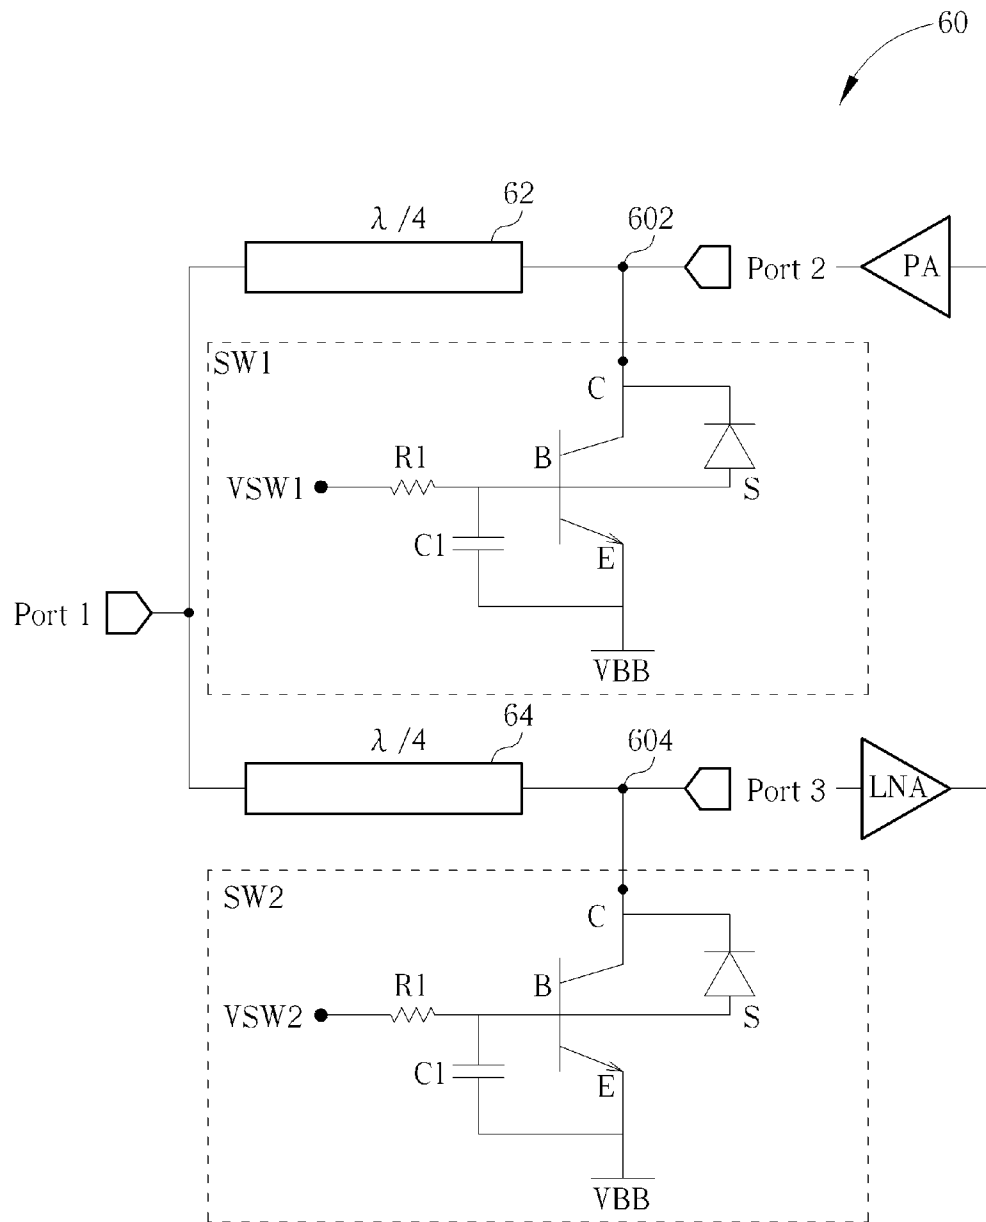 60
62
λ /4
602
Port 2
PA
SW1
C
B
R1
VSW1
S
C1
E
VBB
Port 1
64
λ /4
604
Port 3
LNA
SW2
C
B
R1
VSW2
S
C1
E
VBB